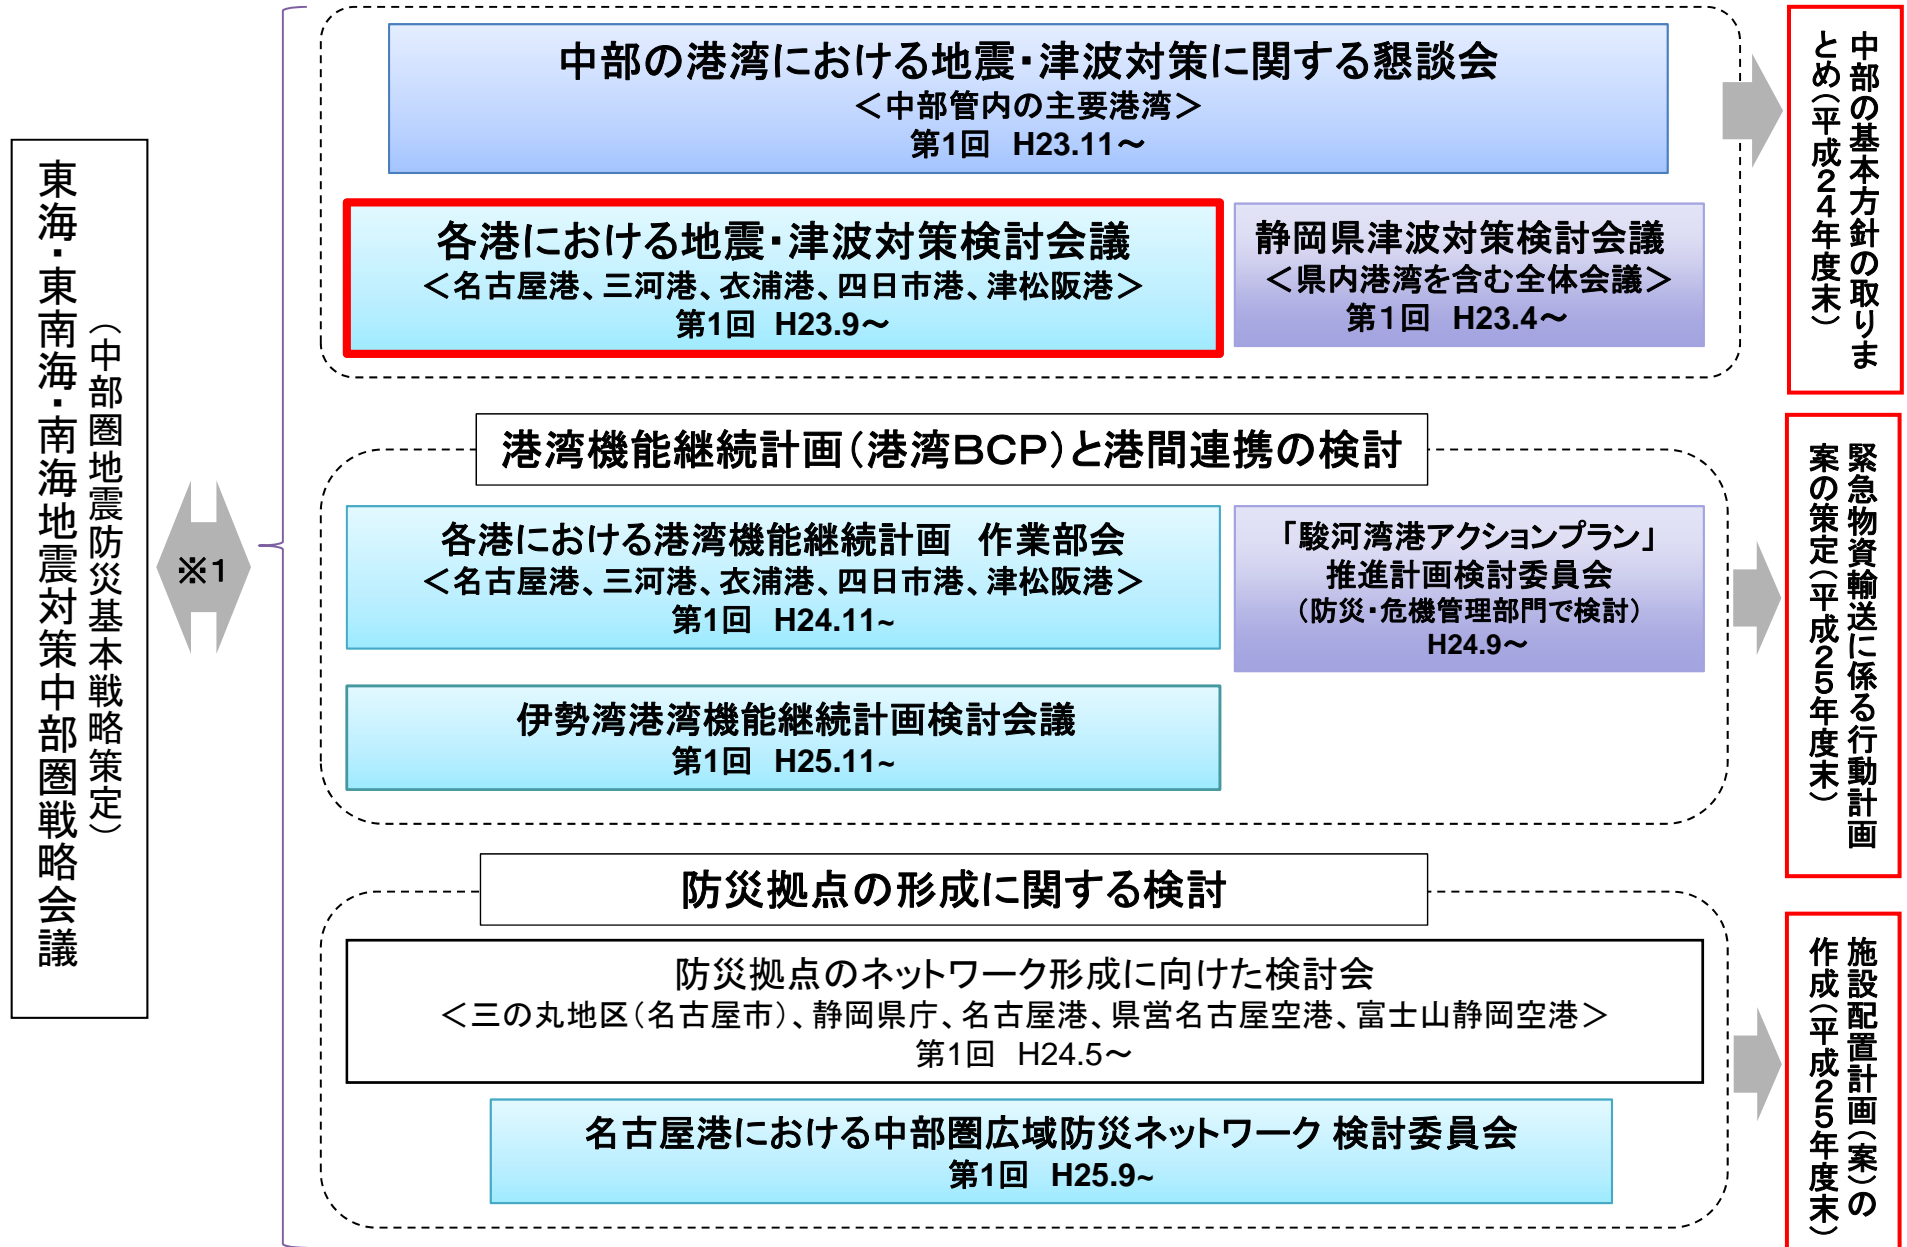 東海・東南海・南海地震対策中部圏戦略会議
（中部圏地震防災基本戦略策定）
※1
中部の港湾における地震・津波対策に関する懇談会
＜中部管内の主要港湾＞
第1回 H23.11～
各港における地震・津波対策検討会議
＜名古屋港、三河港、衣浦港、四日市港、津松阪港＞
第1回 H23.9～
静岡県津波対策検討会議
＜県内港湾を含む全体会議＞
第1回 H23.4～
中部の基本方針の取りま
とめ（平成24年度末）
港湾機能継続計画（港湾BCP）と港間連携の検討
各港における港湾機能継続計画 作業部会
＜名古屋港、三河港、衣浦港、四日市港、津松阪港＞
第1回 H24.11~
「駿河湾港アクションプラン」
推進計画検討委員会
（防災・危機管理部門で検討）
H24.9～
伊勢湾港湾機能継続計画検討会議
第1回 H25.11~
緊急物資輸送に係る行動計画
案の策定（平成25年度末）
防災拠点の形成に関する検討
防災拠点のネットワーク形成に向けた検討会
＜三の丸地区（名古屋市）、静岡県庁、名古屋港、県営名古屋空港、富士山静岡空港＞
第1回 H24.5～
名古屋港における中部圏広域防災ネットワーク 検討委員会
第1回 H25.9~
施設配置計画（案）の
作成（平成25年度末）